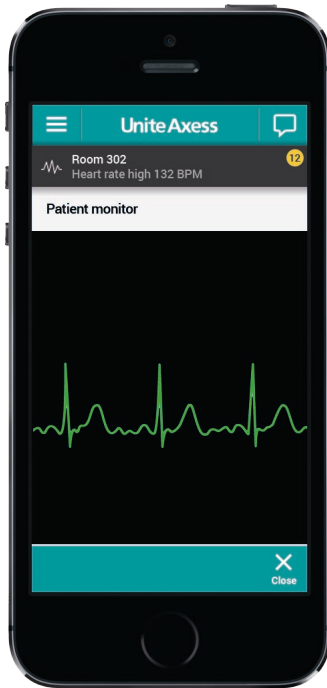 Unite Axess
Room 302
12
Heart rate high 132 BPM
Patient monitor
Close